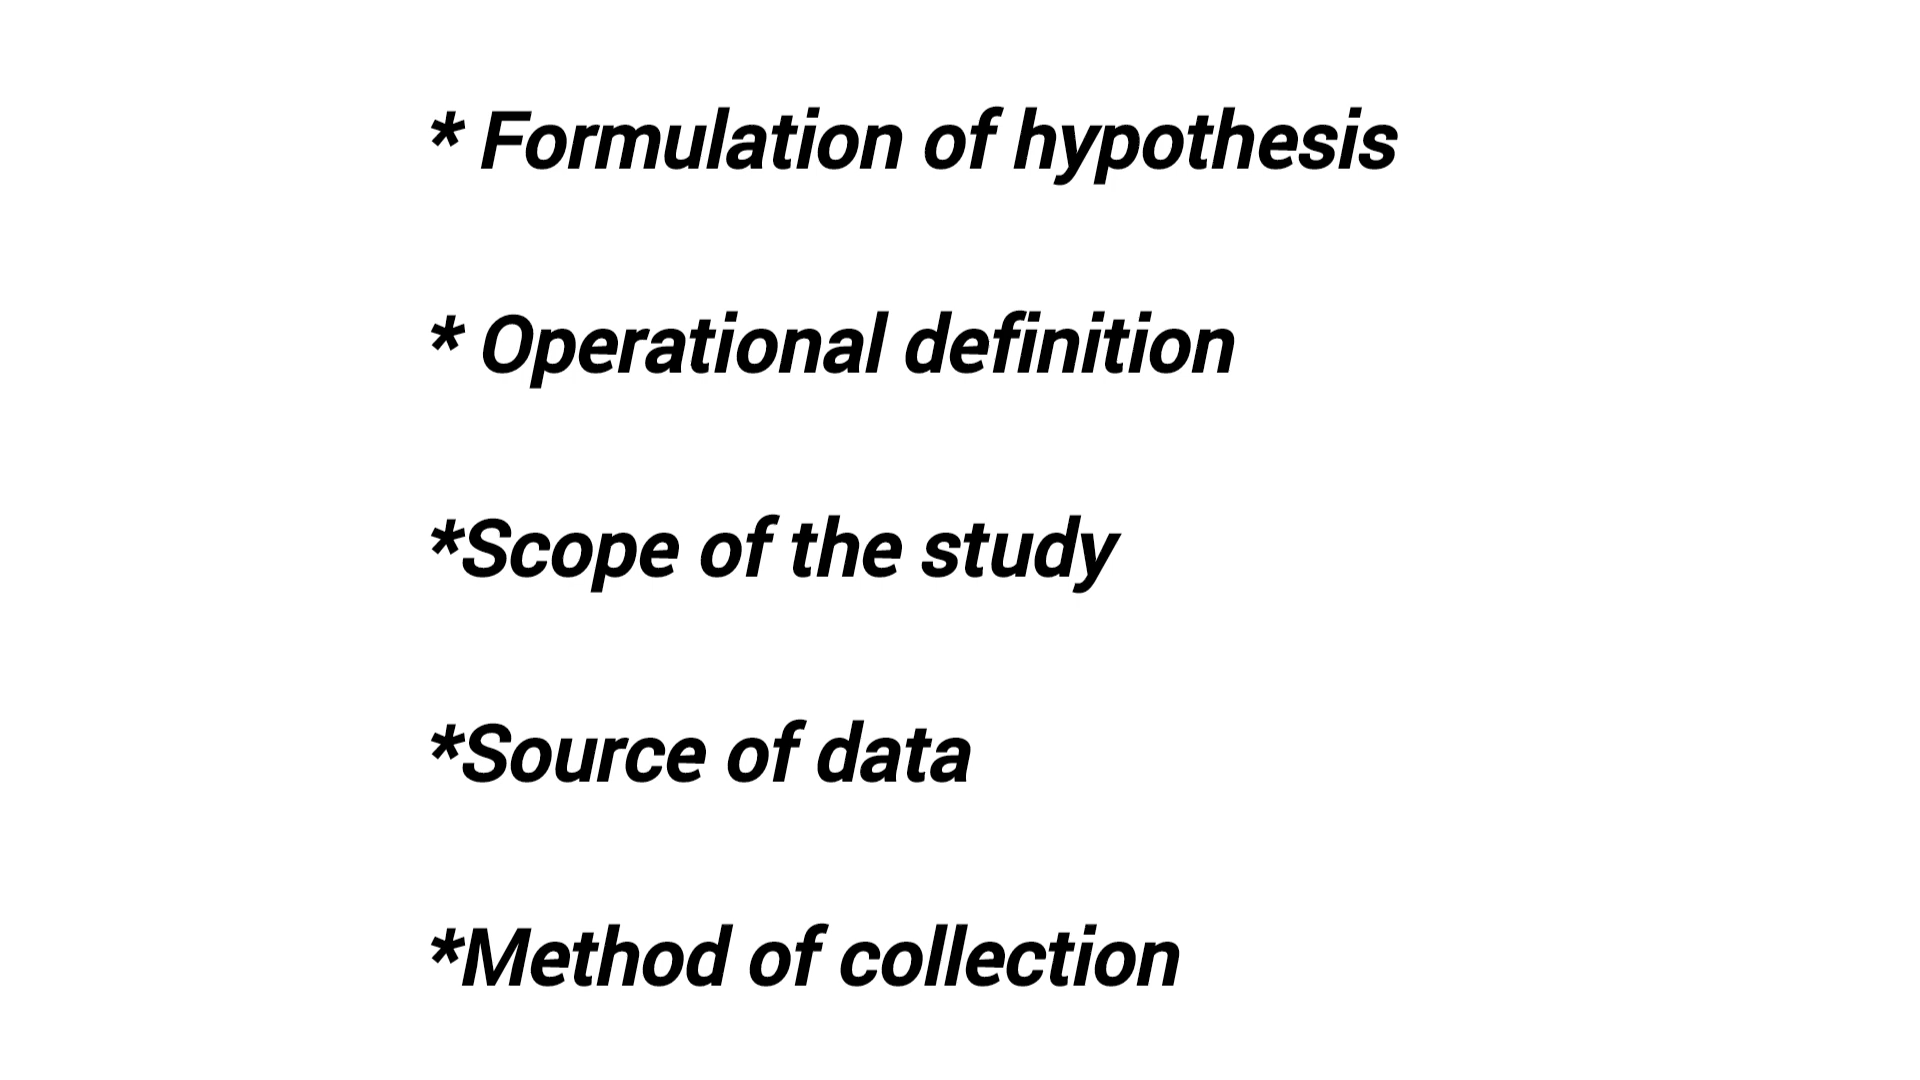 * Formulation of hypothesis
* Operational definition
*Scope of the study
*Source of data
*Method of collection